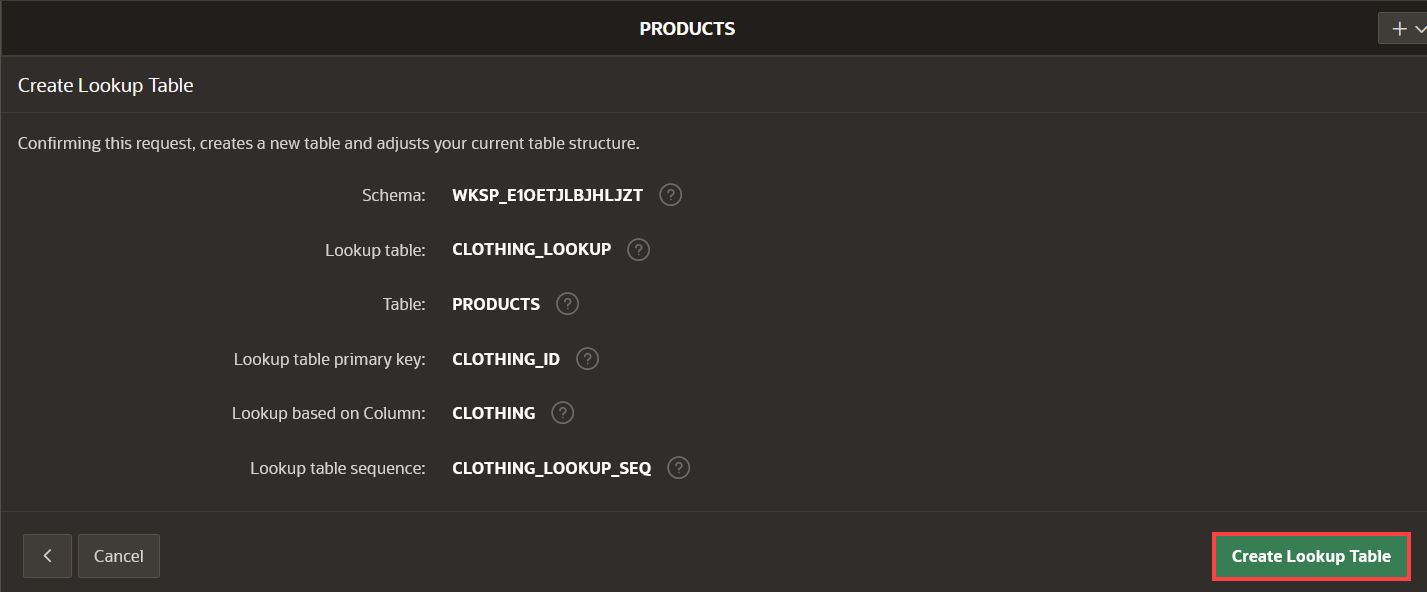 PRODUCTS
Create Lookup Table
Confirming this request, creates a new table and adjusts your current table structure.
Schema: WKSP_E1OETJLBJHLJZT ?
Lookup table: CLOTHING_LOOKUP ?
Table: PRODUCTS ?
Lookup table primary key: CLOTHING_ID ?
Lookup based on Column: CLOTHING ?
Lookup table sequence: CLOTHING_LOOKUP_SEQ ?
Cancel Create Lookup Table